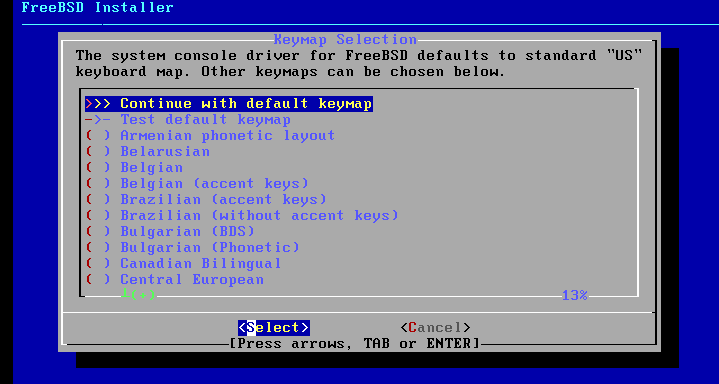 FreeBSD Installer
Keymap Selection
The system console driver for FreeBSD defaults to standard "US"
keyboard map. Other keymaps can be chosen below.
>>> Continue with default keymap
->- Test default keymap
( ) Armenian phonetic layout
( ) Belarusian
( ) Belgian
( ) Belgian (accent keys)
( ) Brazilian (accent keys)
( ) Brazilian (without accent keys)
( ) Bulgarian (BDS)
( ) Bulgarian (Phonetic)
( ) Canadian Bilingual
( ) Central European
┴(+) 13%
<Select> <Cancel>
[Press arrows, TAB or ENTER]